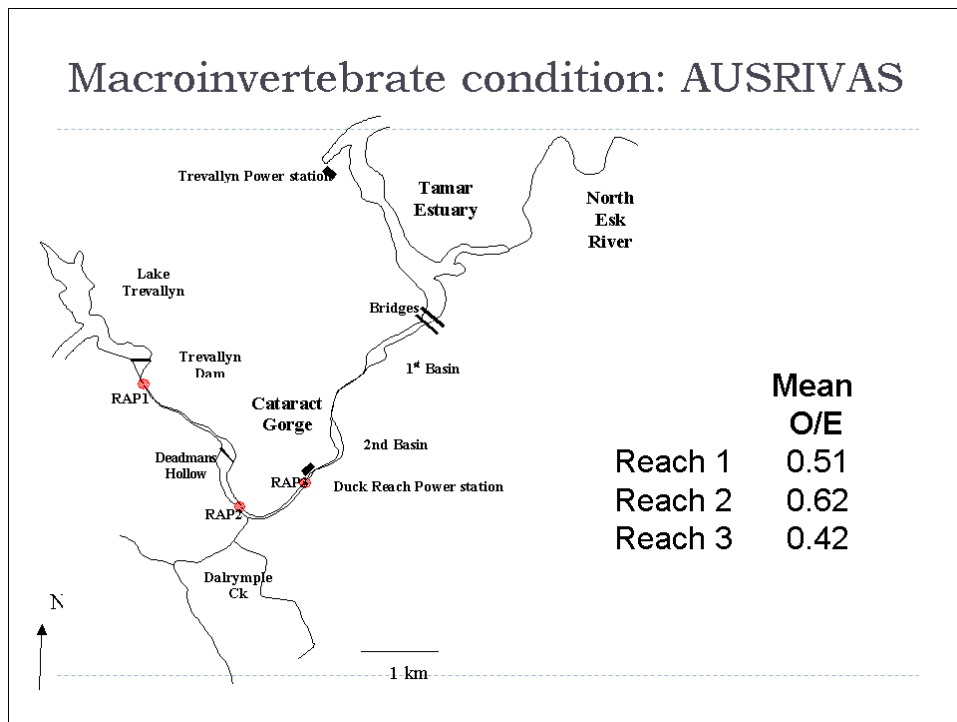 Macroinvertebrate condition: AUSRIVAS
Trevallyn Power station
Tamar
Estuary
North
Esk
River
Lake
Trevallyn
Bridges
Trevallyn
Dam
1st Basin
RAP1
Cataract
Gorge
2nd Basin
Deadmans
Hollow
RAP
Duck Reach Power station
RAP2
Dalrymple
Ck
N
1 km
Mean
O/E
Reach 1 0.51
Reach 2 0.62
Reach 3 0.42